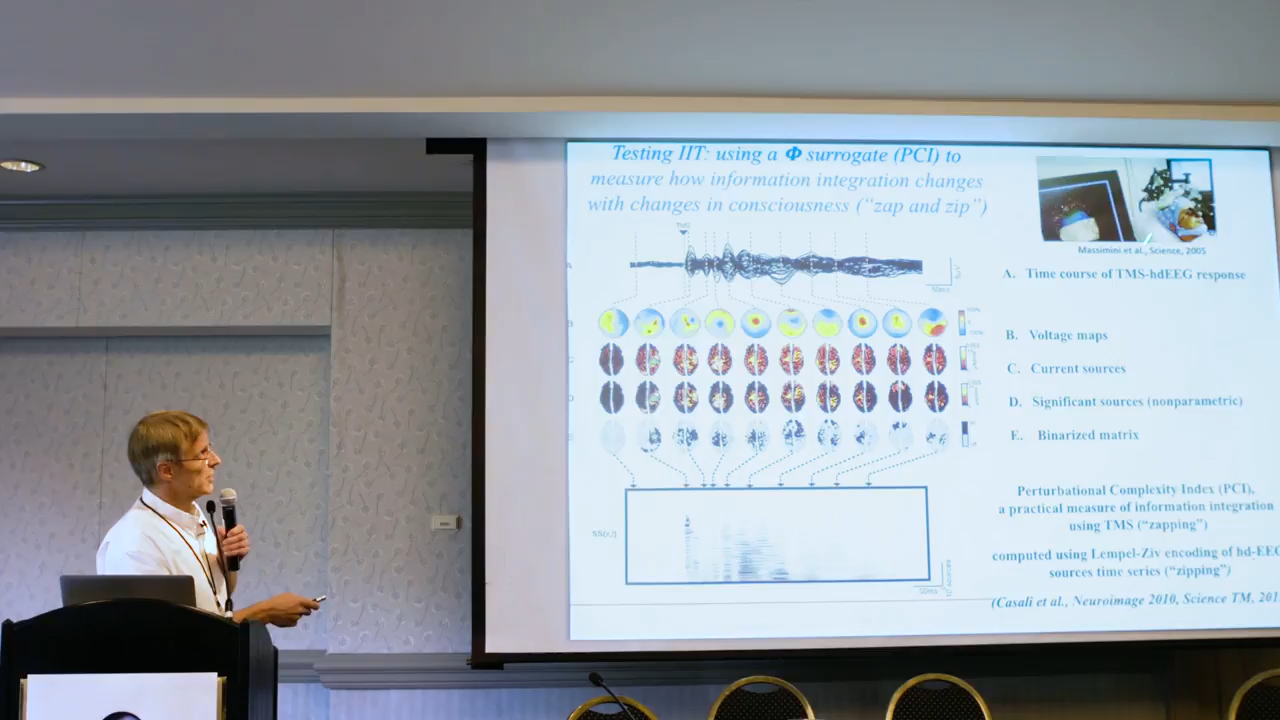 Testing IIT: using a Φ surrogate (PCI) to
measure how information integration changes
with changes in consciousness ("zap and zip")
Massimini et al., Science, 2005
TMS
A. Time course of TMS-hdEEG response
B. Voltage maps
C. Current sources
D. Significant sources (nonparametric)
E. Binarized matrix
Perturbational Complexity Index (PCI),
a practical measure of information integration
using TMS ("zapping")
computed using Lempel-Ziv encoding of hd-EE
sources time series ("zipping")
(Casali et al., Neuroimage 2010, Science TM, 201